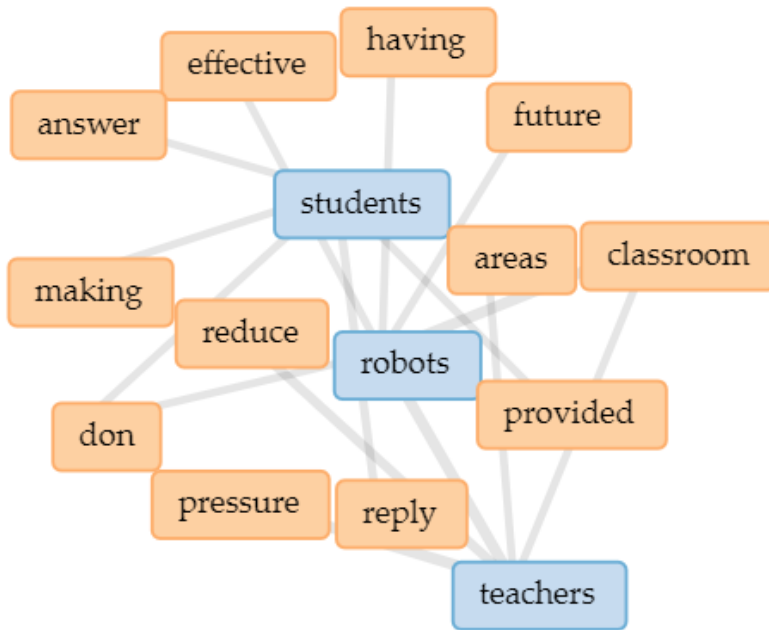 having
effective
answer
future
students
areas
classroom
making
reduce
robots
provided
don
pressure
reply
teachers